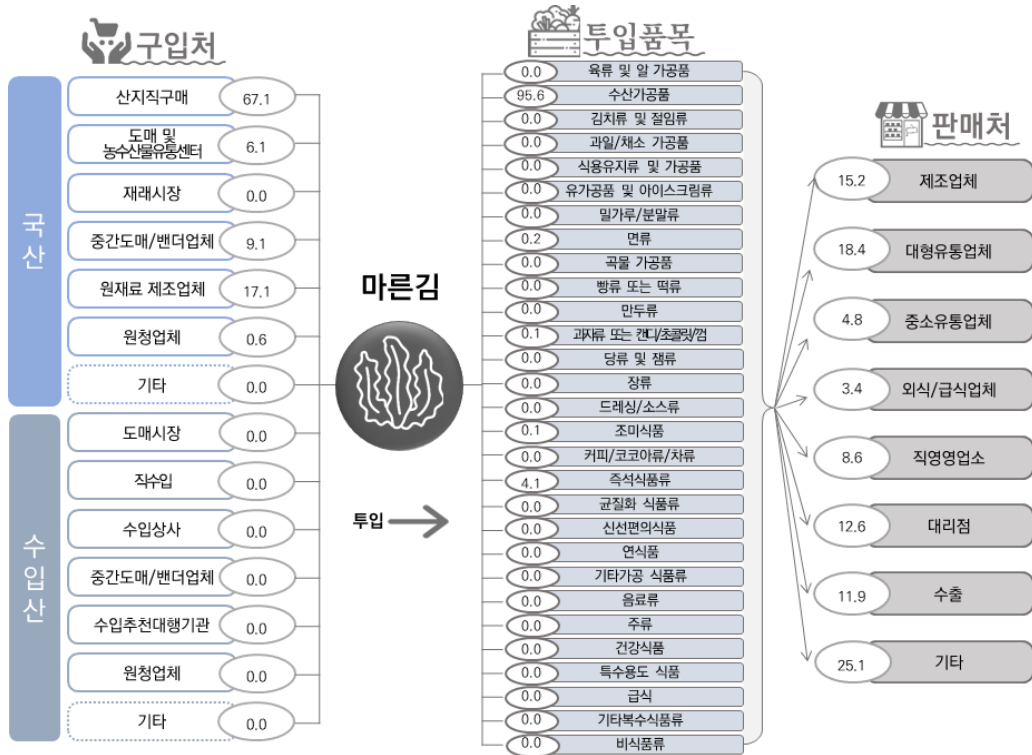 구입처
국산
산지직구매 67.1
도매 및
농수산물유통센터 6.1
재래시장 0.0
중간도매/밴더업체 9.1
원재료 제조업체 17.1
원청업체 0.6
기타 0.0
수입산
도매시장 0.0
직수입 0.0
수입상사 0.0
중간도매/밴더업체 0.0
수입추천대행기관 0.0
원청업체 0.0
기타 0.0
마른김
투입
투입품목
0.0 육류 및 알 가공품
95.6 수산가공품
0.0 김치류 및 절임류
0.0 과일/채소 가공품
0.0 식용유지류 및 가공품
0.0 유가공품 및 아이스크림류
0.0 밀가루/분말류
0.2 면류
0.0 곡물 가공품
0.0 빵류 또는 떡류
0.0 만두류
0.1 과자류 또는 캔디/초콜릿/껌
0.0 당류 및 잼류
0.0 장류
0.0 드레싱/소스류
0.1 조미식품
0.0 커피/코코아류/차류
4.1 즉석식품류
0.0 균질화 식품류
0.0 신선편의식품
0.0 연식품
0.0 기타가공 식품류
0.0 음료류
0.0 주류
0.0 건강식품
0.0 특수용도 식품
0.0 급식
0.0 기타복수식품류
0.0 비식품류
판매처
15.2 제조업체
18.4 대형유통업체
4.8 중소유통업체
3.4 외식/급식업체
8.6 직영영업소
12.6 대리점
11.9 수출
25.1 기타